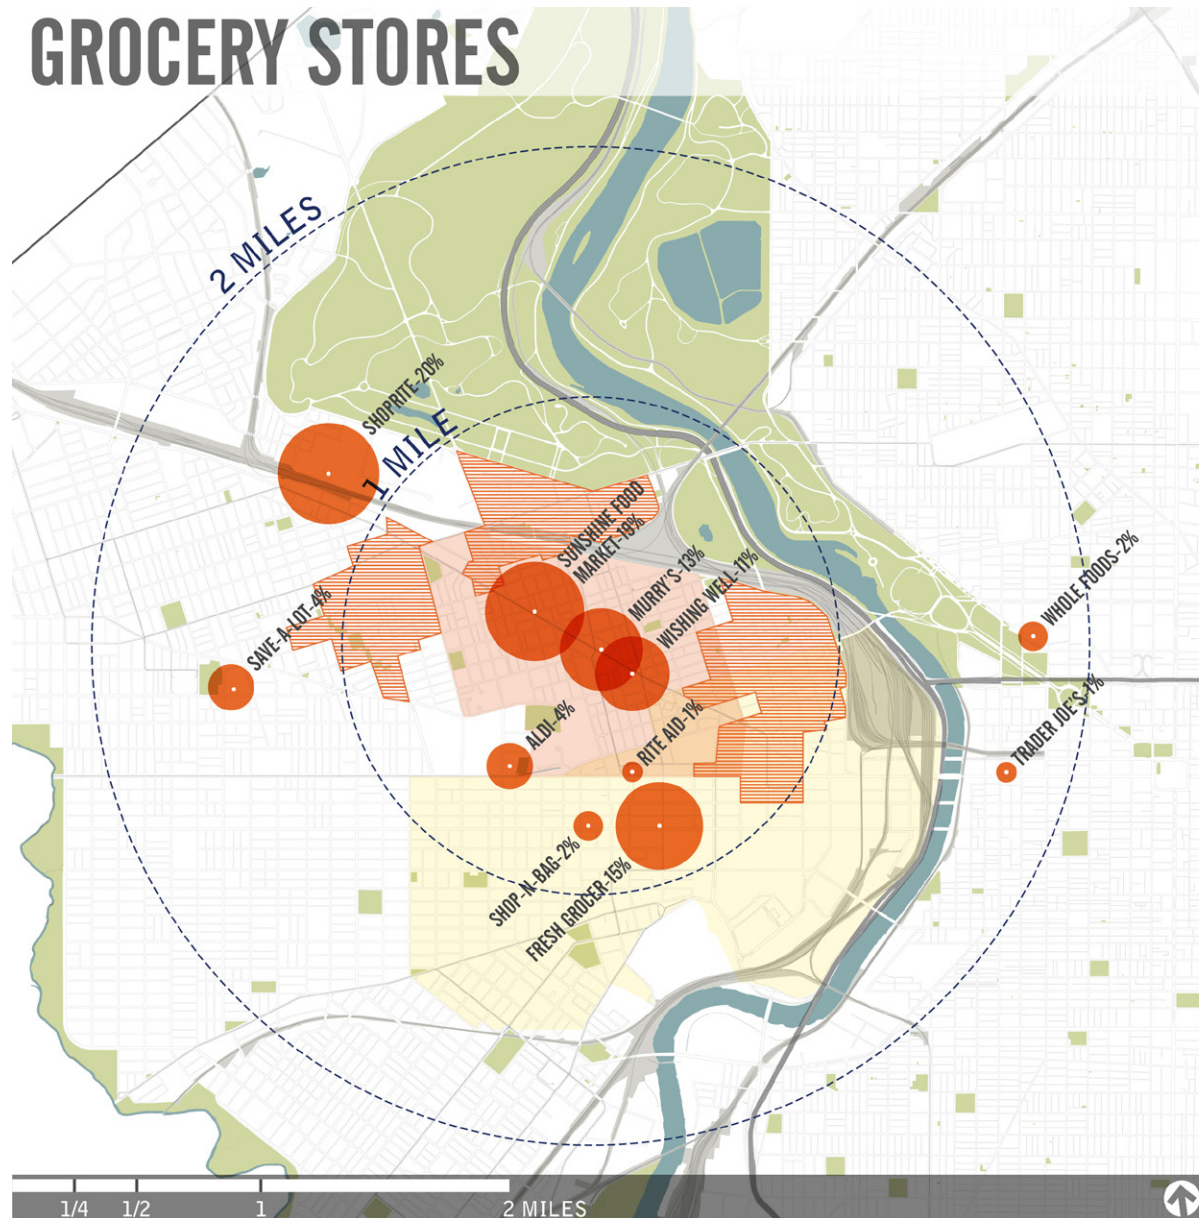 GROCERY STORES
2 MILES
SHOPRITE-20%
1 MILE
SUNSHINE FOOD
MARKET-19%
MURRY'S-13%
WISHING WELL-11%
WHOLE FOODS-2%
SAVE-A-LOT-4%
ALDI-4%
RITE AID-1%
TRADER JOE'S-1%
SHOP-N-BAG-2%
FRESH GROCER-15%
1/4 1/2 1 2 MILES